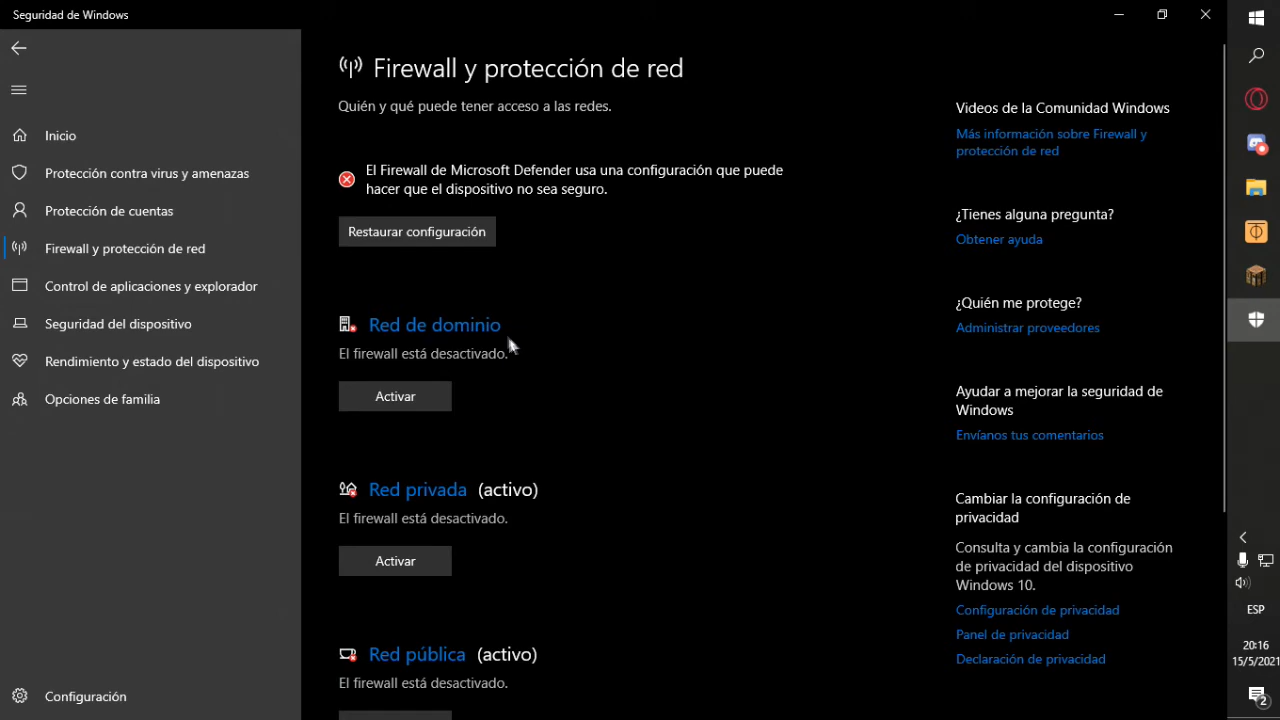 Seguridad de Windows
Inicio
Protección contra virus y amenazas
Protección de cuentas
Firewall y protección de red
Control de aplicaciones y explorador
Seguridad del dispositivo
Rendimiento y estado del dispositivo
Opciones de familia
Configuración
Firewall y protección de red
Quién y qué puede tener acceso a las redes.
El Firewall de Microsoft Defender usa una configuración que puede
hacer que el dispositivo no sea seguro.
Restaurar configuración
Red de dominio
El firewall está desactivado.
Activar
Red privada (activo)
El firewall está desactivado.
Activar
Red pública (activo)
El firewall está desactivado.
Videos de la Comunidad Windows
Más información sobre Firewall y
protección de red
¿Tienes alguna pregunta?
Obtener ayuda
¿Quién me protege?
Administrar proveedores
Ayudar a mejorar la seguridad de
Windows
Envíanos tus comentarios
Cambiar la configuración de
privacidad
Consulta y cambia la configuración
de privacidad del dispositivo
Windows 10.
Configuración de privacidad
Panel de privacidad
Declaración de privacidad
ESP
20:16
15/5/2021
2